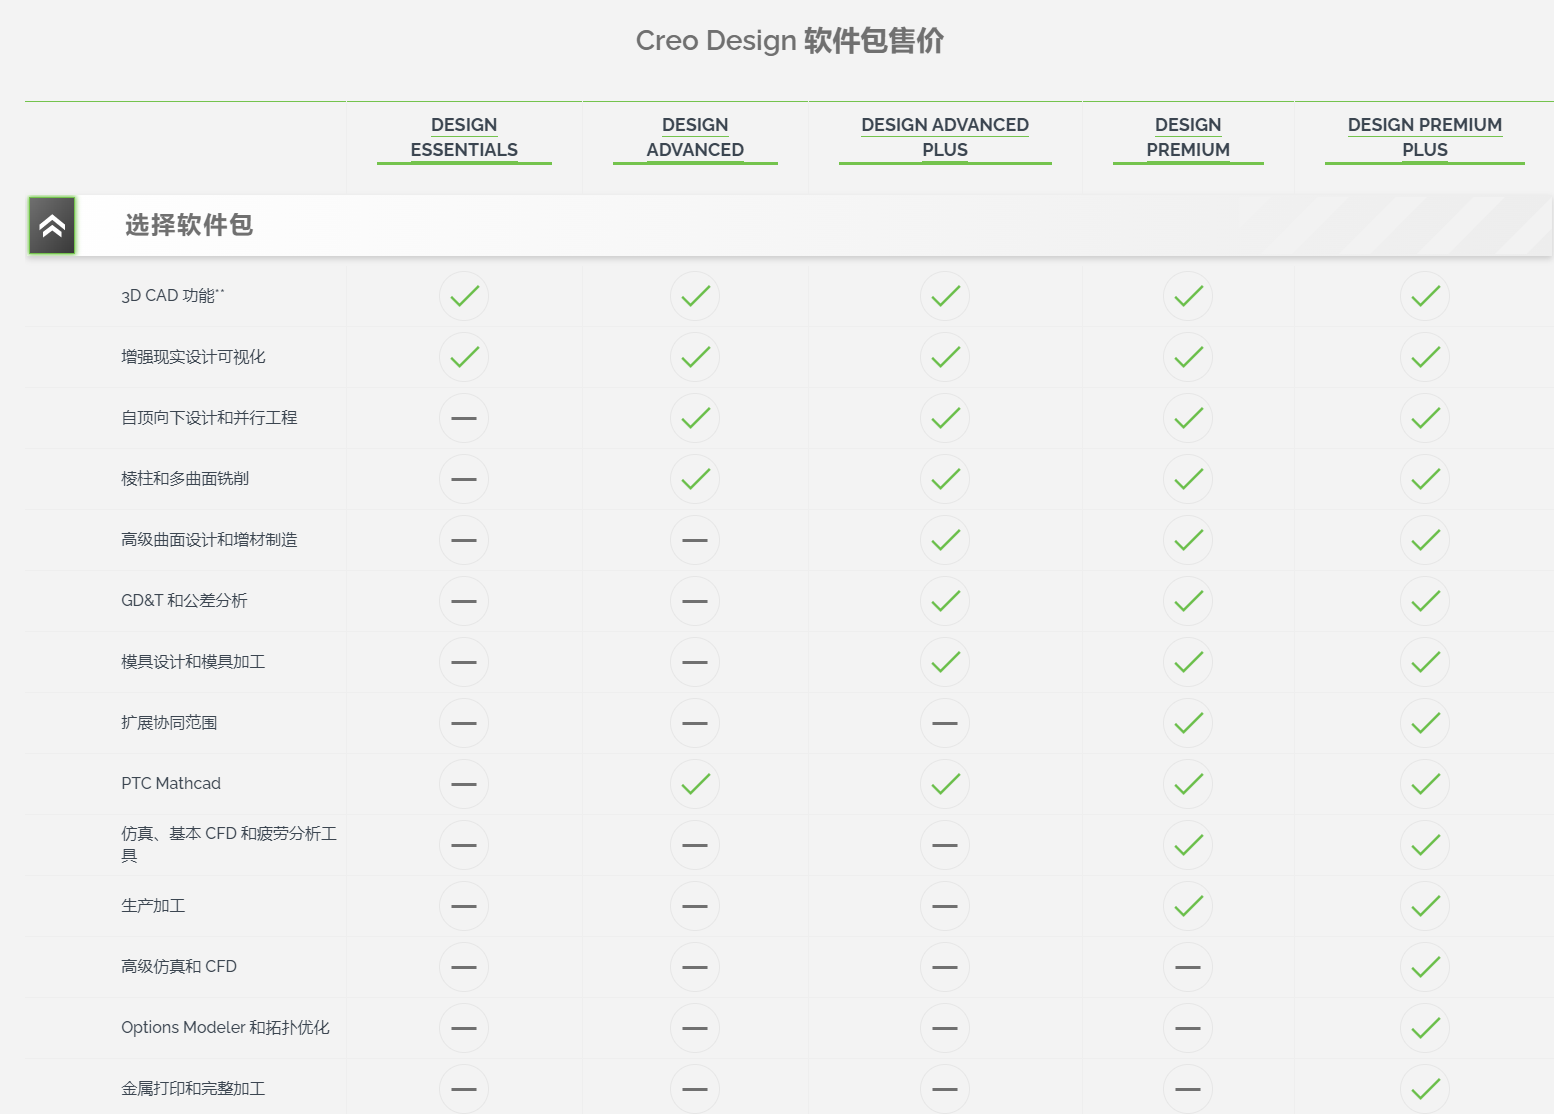 Creo Design 软件包售价
DESIGN ESSENTIALS
DESIGN ADVANCED
DESIGN ADVANCED PLUS
DESIGN PREMIUM
DESIGN PREMIUM PLUS
选择软件包
3D CAD 功能**
增强现实设计可视化
自顶向下设计和并行工程
棱柱和多曲面铣削
高级曲面设计和增材制造
GD&T 和公差分析
模具设计和模具加工
扩展协同范围
PTC Mathcad
仿真、基本 CFD 和疲劳分析工
具
生产加工
高级仿真和 CFD
Options Modeler 和拓扑优化
金属打印和完整加工